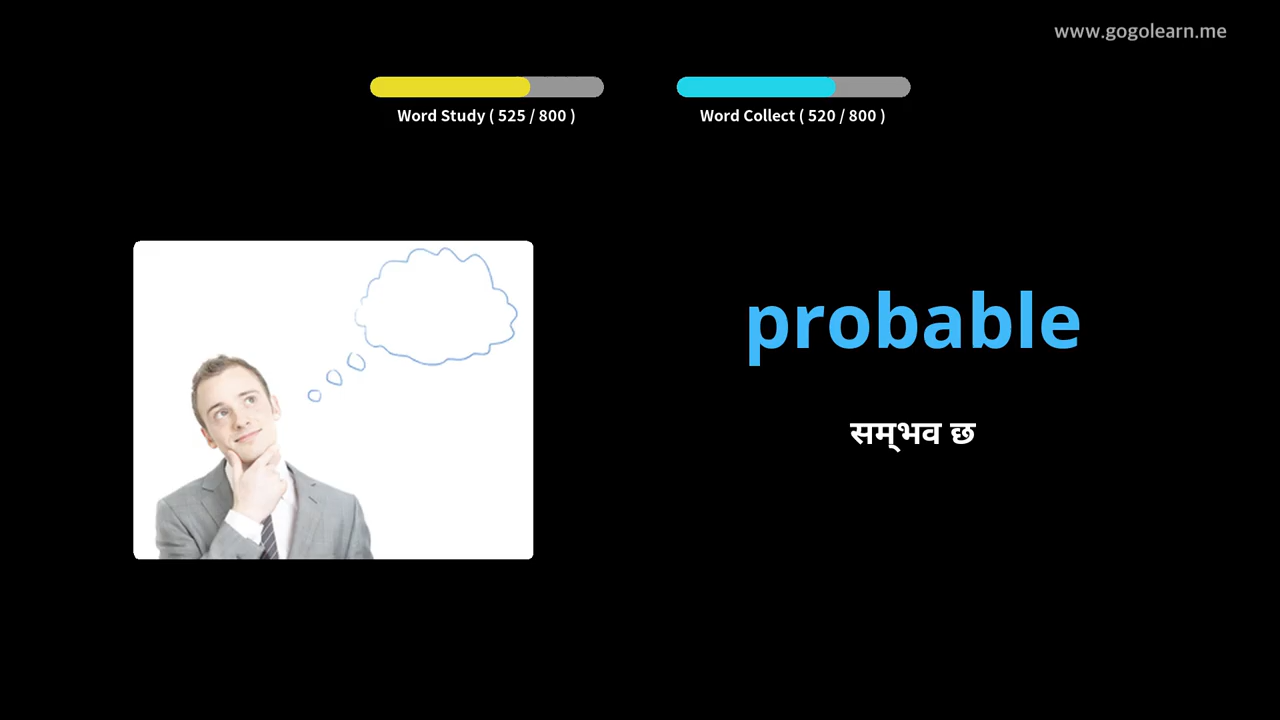 www.gogolearn.me
Word Study ( 525 / 800 )
Word Collect ( 520 / 800 )
probable
सम्‌भव छ